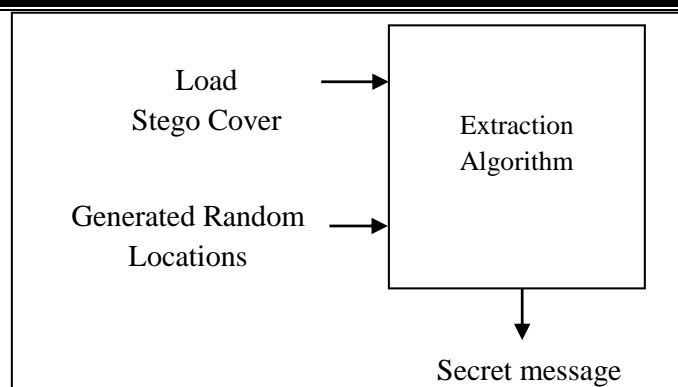 Load
Stego Cover
Extraction
Algorithm
Generated Random
Locations
Secret message